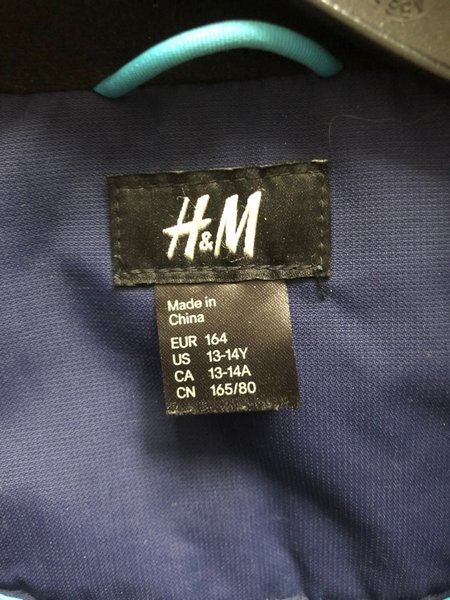 H&M
Made in
China
EUR 164
US 13-14Y
CA 13-14A
CN 165/80